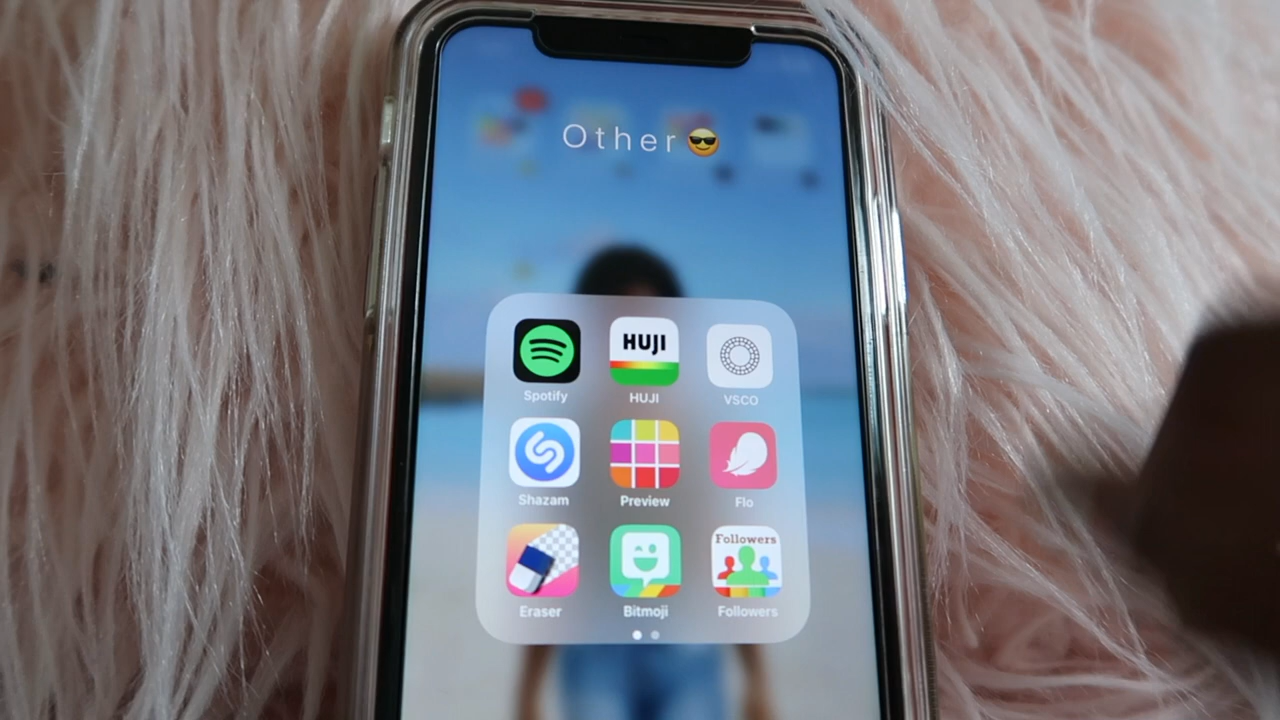 Other😎
HUJI
Spotify HUJI VSCO
Shazam Preview Flo
Followers
Eraser Bitmoji Followers